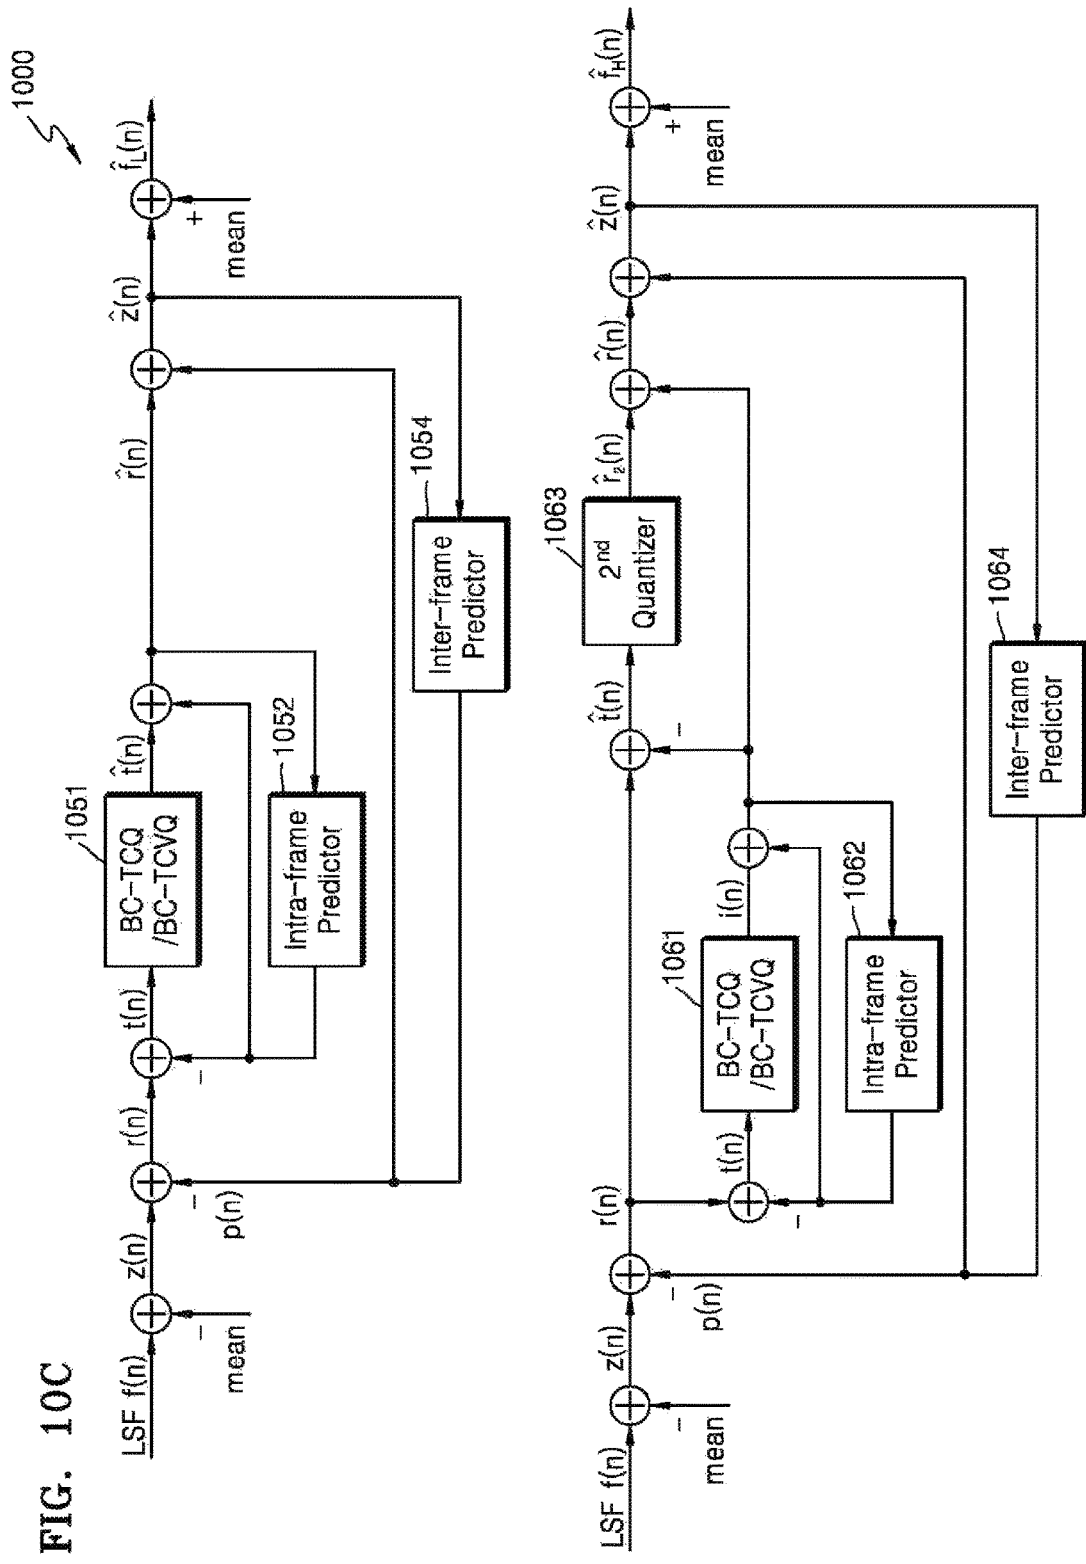 FIG. 10C
1000
LSF f(n)
mean
−
z(n)
−
p(n)
r(n)
−
t(n)
BC−TCQ
/BC−TCVQ
1051
t̂(n)
Intra−frame
Predictor
1052
r̂(n)
Inter−frame
Predictor
1054
ẑ(n)
+
mean
f̂L(n)
LSF f(n)
−
mean
z(n)
−
p(n)
r(n)
−
t(n)
BC−TCQ
/BC−TCVQ
1061
i(n)
Intra−frame
Predictor
1062
−
t̂(n)
2nd
Quantizer
1063
r̂₂(n)
r̂(n)
Inter−frame
Predictor
1064
ẑ(n)
+
mean
f̂H(n)